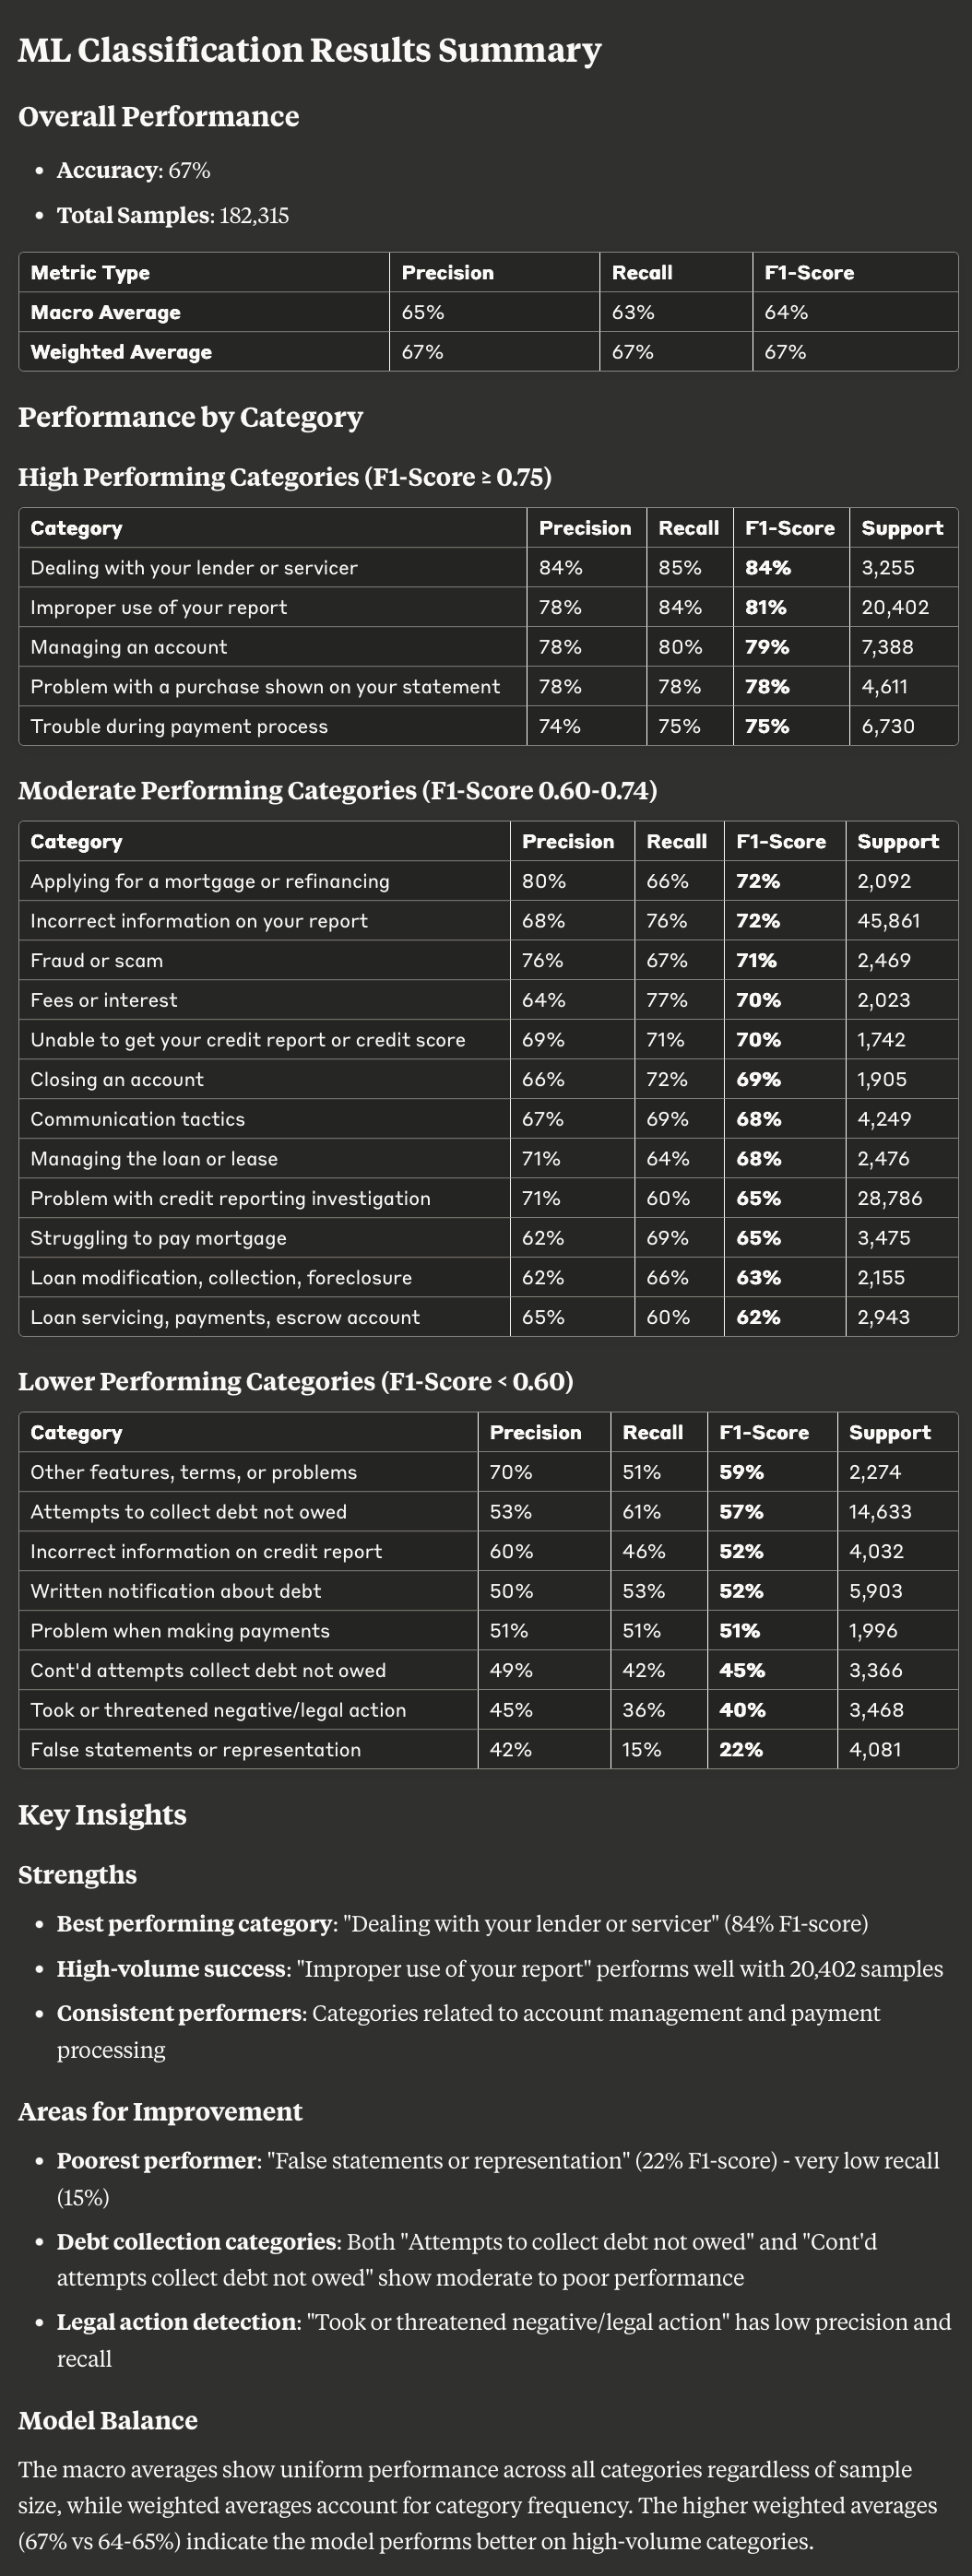 ML Classification Results Summary
Overall Performance
• Accuracy: 67%
• Total Samples: 182,315
Metric Type Precision Recall F1-Score
Macro Average 65% 63% 64%
Weighted Average 67% 67% 67%
Performance by Category
High Performing Categories (F1-Score ≥ 0.75)
Category Precision Recall F1-Score Support
Dealing with your lender or servicer 84% 85% 84% 3,255
Improper use of your report 78% 84% 81% 20,402
Managing an account 78% 80% 79% 7,388
Problem with a purchase shown on your statement 78% 78% 78% 4,611
Trouble during payment process 74% 75% 75% 6,730
Moderate Performing Categories (F1-Score 0.60-0.74)
Category Precision Recall F1-Score Support
Applying for a mortgage or refinancing 80% 66% 72% 2,092
Incorrect information on your report 68% 76% 72% 45,861
Fraud or scam 76% 67% 71% 2,469
Fees or interest 64% 77% 70% 2,023
Unable to get your credit report or credit score 69% 71% 70% 1,742
Closing an account 66% 72% 69% 1,905
Communication tactics 67% 69% 68% 4,249
Managing the loan or lease 71% 64% 68% 2,476
Problem with credit reporting investigation 71% 60% 65% 28,786
Struggling to pay mortgage 62% 69% 65% 3,475
Loan modification, collection, foreclosure 62% 66% 63% 2,155
Loan servicing, payments, escrow account 65% 60% 62% 2,943
Lower Performing Categories (F1-Score < 0.60)
Category Precision Recall F1-Score Support
Other features, terms, or problems 70% 51% 59% 2,274
Attempts to collect debt not owed 53% 61% 57% 14,633
Incorrect information on credit report 60% 46% 52% 4,032
Written notification about debt 50% 53% 52% 5,903
Problem when making payments 51% 51% 51% 1,996
Cont'd attempts collect debt not owed 49% 42% 45% 3,366
Took or threatened negative/legal action 45% 36% 40% 3,468
False statements or representation 42% 15% 22% 4,081
Key Insights
Strengths
• Best performing category: "Dealing with your lender or servicer" (84% F1-score)
• High-volume success: "Improper use of your report" performs well with 20,402 samples
• Consistent performers: Categories related to account management and payment
processing
Areas for Improvement
• Poorest performer: "False statements or representation" (22% F1-score) - very low recall
(15%)
• Debt collection categories: Both "Attempts to collect debt not owed" and "Cont'd
attempts collect debt not owed" show moderate to poor performance
• Legal action detection: "Took or threatened negative/legal action" has low precision and
recall
Model Balance
The macro averages show uniform performance across all categories regardless of sample
size, while weighted averages account for category frequency. The higher weighted averages
(67% vs 64-65%) indicate the model performs better on high-volume categories.